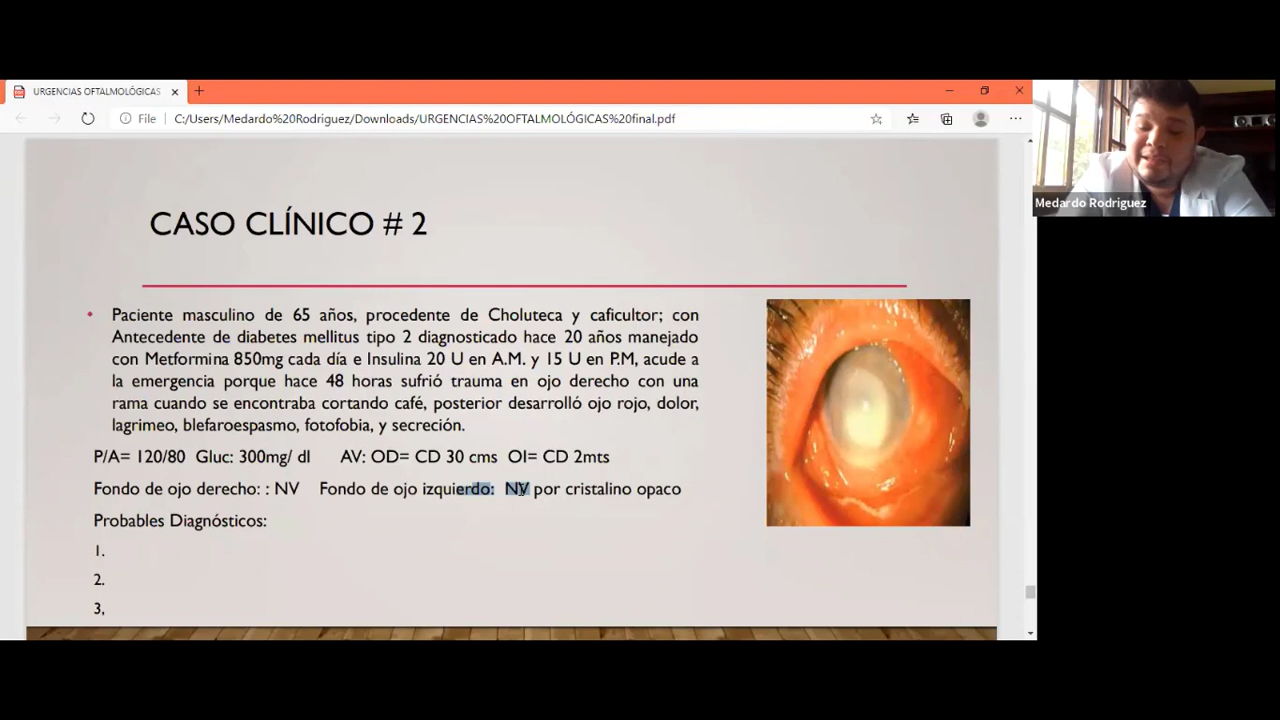 URGENCIAS OFTALMOLÓGICAS
File
C:/Users/Medardo%20Rodriguez/Downloads/URGENCIAS%20OFTALMOLÓGICAS%20final.pdf
Medardo Rodriguez
CASO CLÍNICO # 2
• Paciente masculino de 65 años, procedente de Choluteca y caficultor; con
Antecedente de diabetes mellitus tipo 2 diagnosticado hace 20 años manejado
con Metformina 850mg cada día e Insulina 20 U en A.M. y 15 U en P.M, acude a
la emergencia porque hace 48 horas sufrió trauma en ojo derecho con una
rama cuando se encontraba cortando café, posterior desarrolló ojo rojo, dolor,
lagrimeo, blefaroespasmo, fotofobia, y secreción.
P/A= 120/80 Gluc: 300mg/ dl AV: OD= CD 30 cms OI= CD 2mts
Fondo de ojo derecho: : NV Fondo de ojo izquierdo: NV por cristalino opaco
Probables Diagnósticos:
1.
2.
3,